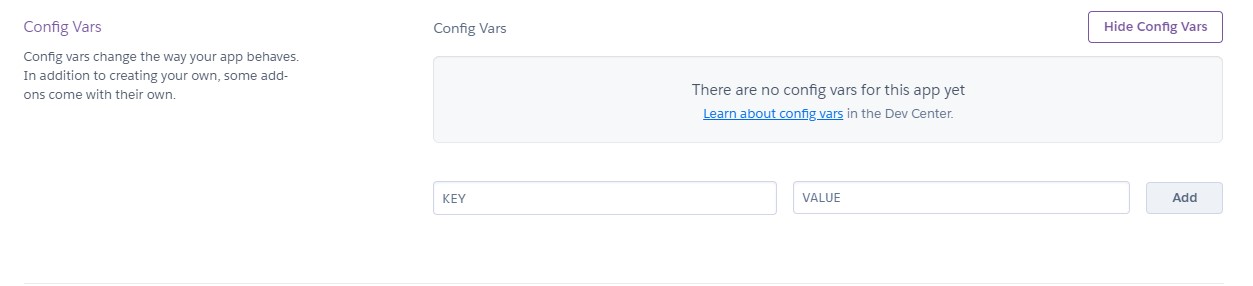 Config Vars
Config vars change the way your app behaves.
In addition to creating your own, some add-
ons come with their own.
Config Vars
Hide Config Vars
There are no config vars for this app yet
Learn about config vars in the Dev Center.
KEY
VALUE
Add